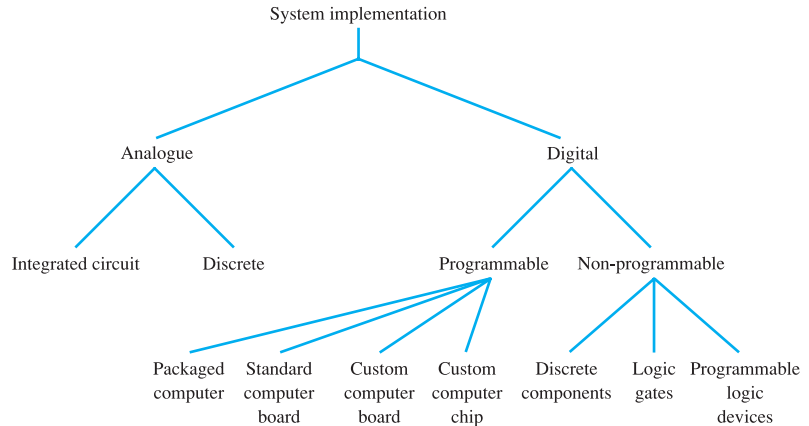 System implementation
Analogue
Digital
Integrated circuit
Discrete
Programmable
Non-programmable
Packaged
computer
Standard
computer
board
Custom
computer
board
Custom
computer
chip
Discrete
components
Logic
gates
Programmable
logic
devices